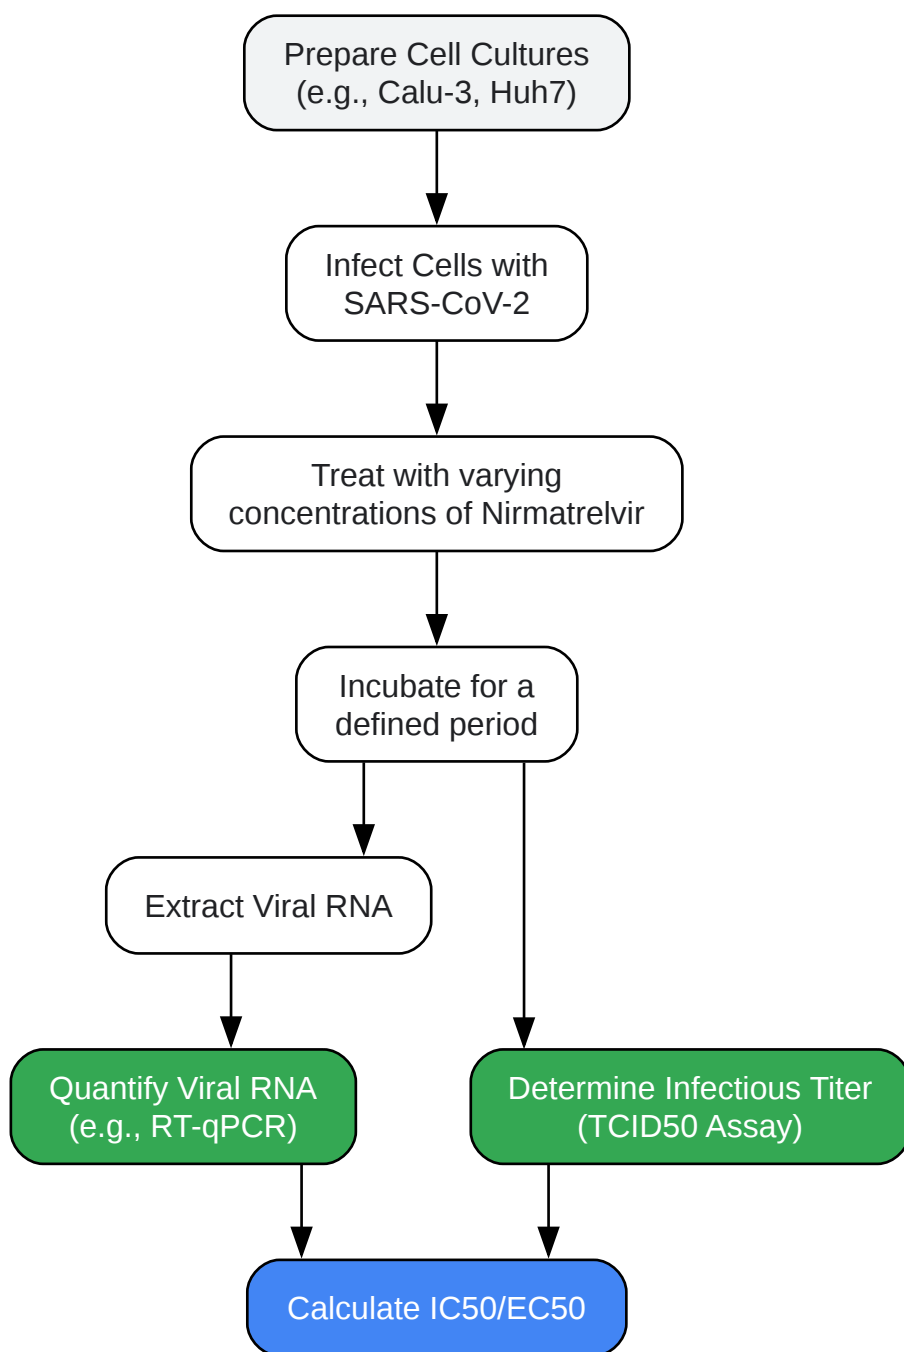 Prepare Cell Cultures
(e.g., Calu-3, Huh7)
Infect Cells with
SARS-CoV-2
Treat with varying
concentrations of Nirmatrelvir
Incubate for a
defined period
Extract Viral RNA
Quantify Viral RNA
(e.g., RT-qPCR)
Determine Infectious Titer
(TCID50 Assay)
Calculate IC50/EC50